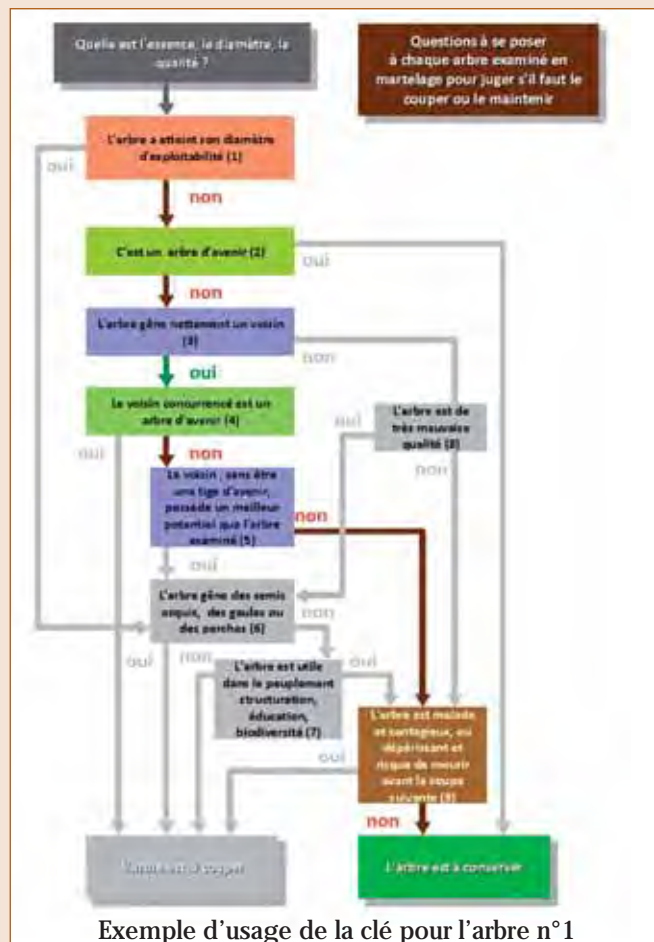 Quelle est l'essence, le diamètre, la
qualité ?
Questions à se poser
à chaque arbre examiné en
martelage pour juger s'il faut le
couper ou le maintenir
L'arbre a atteint son diamètre
d'exploitabilité (1)
oui
non
C'est un arbre d'avenir (2)
oui
non
L'arbre gêne nettement un voisin
(3)
non
oui
Le voisin concurrencé est un
arbre d'avenir (4)
oui
L'arbre est de
très mauvaise
qualité (8)
oui
non
non
Le voisin, sans être
une tige d'avenir,
possède un meilleur
potentiel que l'arbre
examiné (5)
non
oui
L'arbre gêne des semis
acquis, des gaules ou
des perches (6)
non
oui
non
L'arbre est utile
dans le peuplement
structuration,
éducation,
biodiversité (7)
oui
L'arbre est malade
et contagieux, ou
dépérissant et
risque de mourir
avant la coupe
suivante (9)
oui
non
L'arbre est à couper
L'arbre est à conserver
Exemple d'usage de la clé pour l'arbre n°1